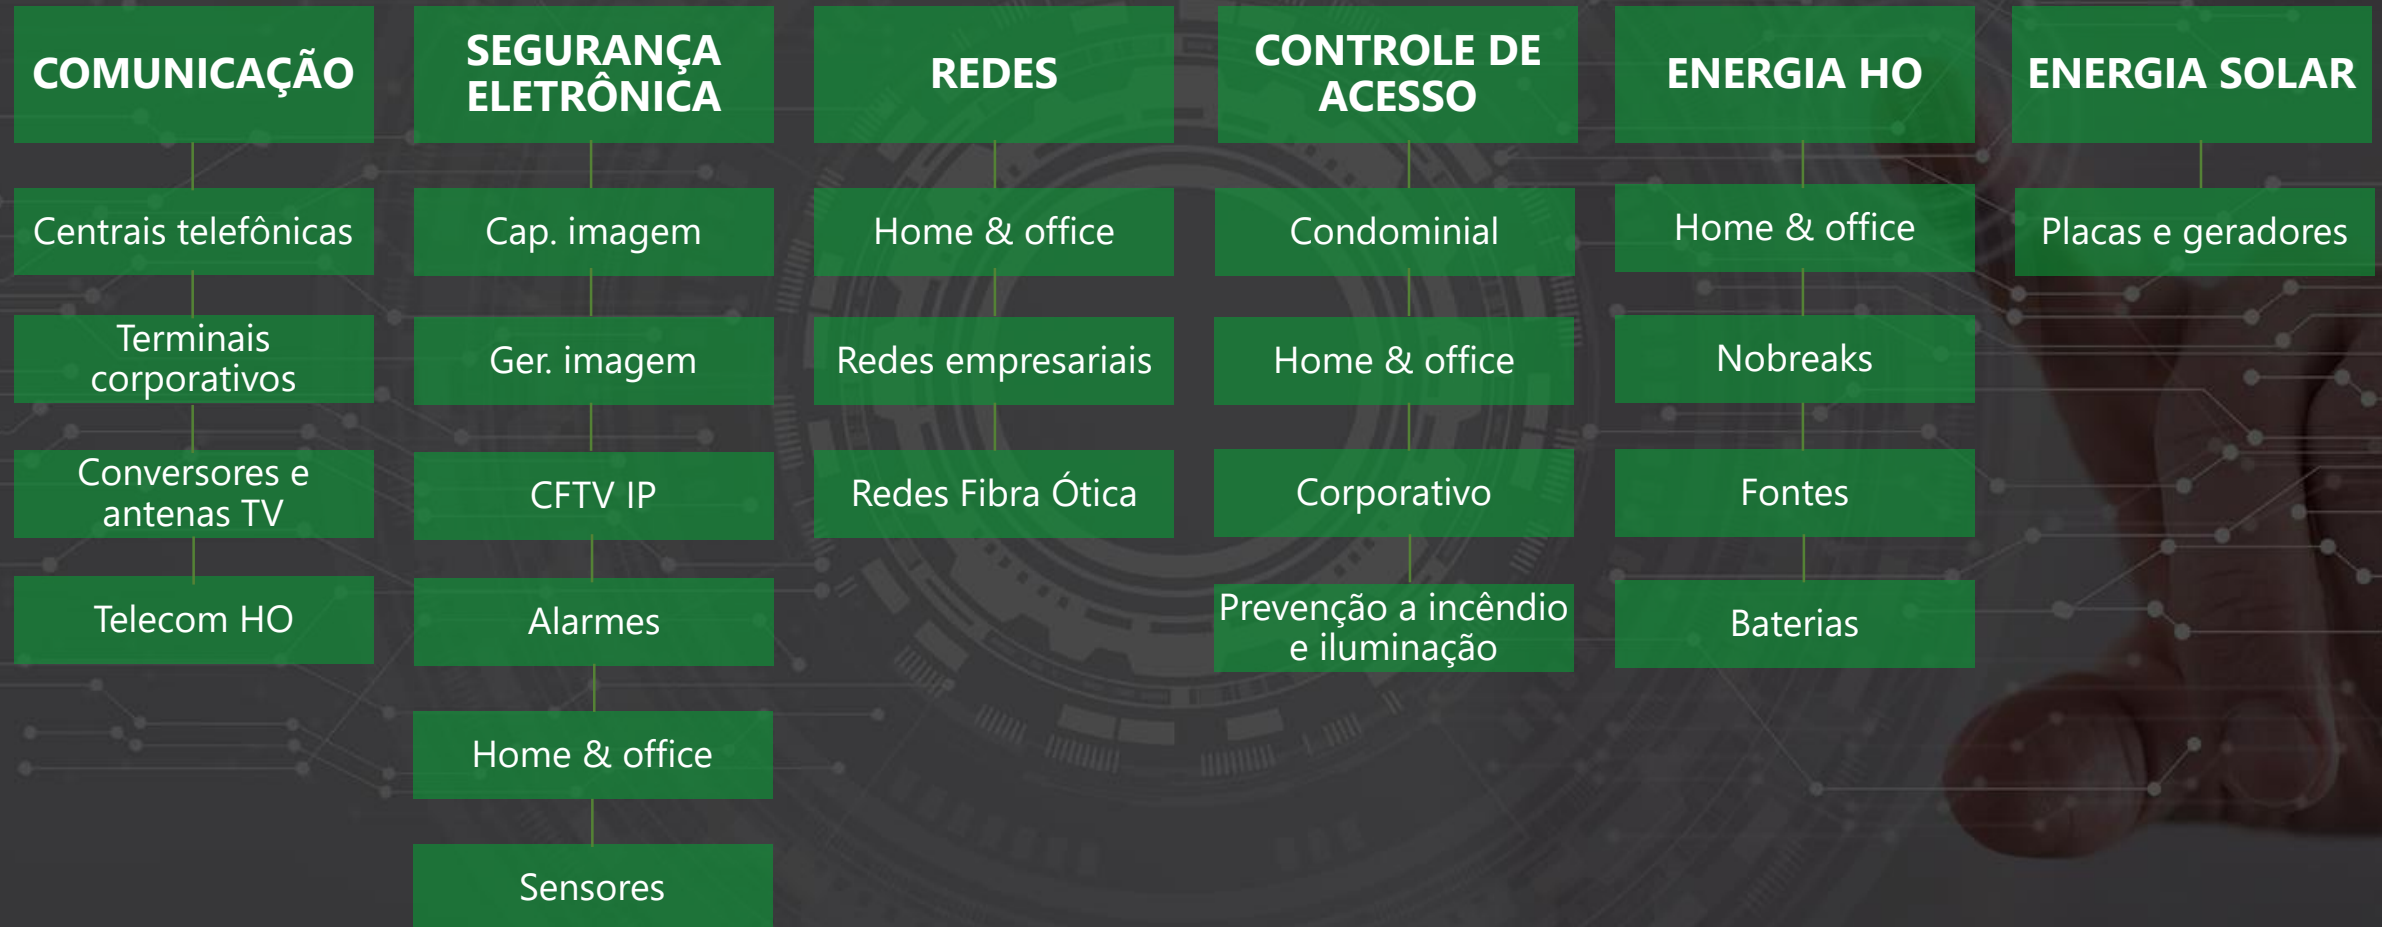 COMUNICAÇÃO
Centrais telefônicas
Terminais
corporativos
Conversores e
antenas TV
Telecom HO
SEGURANÇA
ELETRÔNICA
Cap. imagem
Ger. imagem
CFTV IP
Alarmes
Home & office
Sensores
REDES
Home & office
Redes empresariais
Redes Fibra Ótica
CONTROLE DE
ACESSO
Condominial
Home & office
Corporativo
Prevenção a incêndio
e iluminação
ENERGIA HO
Home & office
Nobreaks
Fontes
Baterias
ENERGIA SOLAR
Placas e geradores